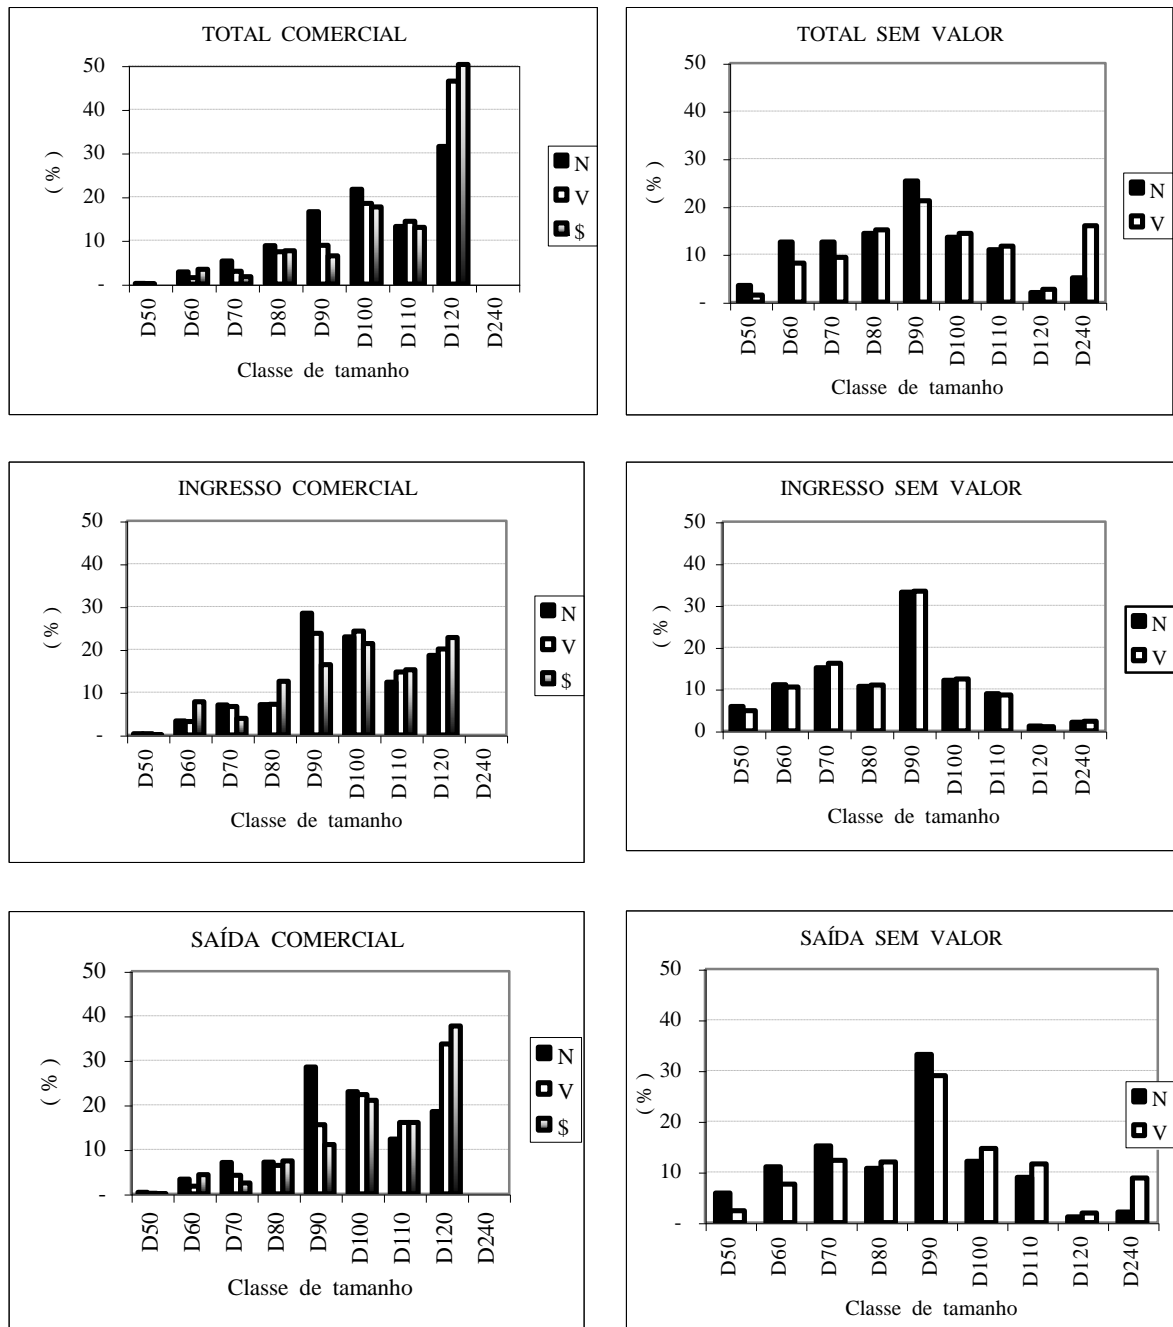 TOTAL COMERCIAL
50
40
30
20
10
-
( % )
D50 D60 D70 D80 D90 D100 D110 D120 D240
Classe de tamanho
N
V
$
TOTAL SEM VALOR
50
40
30
20
10
-
( % )
D50 D60 D70 D80 D90 D100 D110 D120 D240
Classe de tamanho
N
V
INGRESSO COMERCIAL
50
40
30
20
10
-
( % )
D50 D60 D70 D80 D90 D100 D110 D120 D240
Classe de tamanho
N
V
$
INGRESSO SEM VALOR
50
40
30
20
10
0
( % )
D50 D60 D70 D80 D90 D100 D110 D120 D240
Classe de tamanho
N
V
SAÍDA COMERCIAL
50
40
30
20
10
-
( % )
D50 D60 D70 D80 D90 D100 D110 D120 D240
Classe de tamanho
N
V
$
SAÍDA SEM VALOR
50
40
30
20
10
-
( % )
D50 D60 D70 D80 D90 D100 D110 D120 D240
Classe de tamanho
N
V